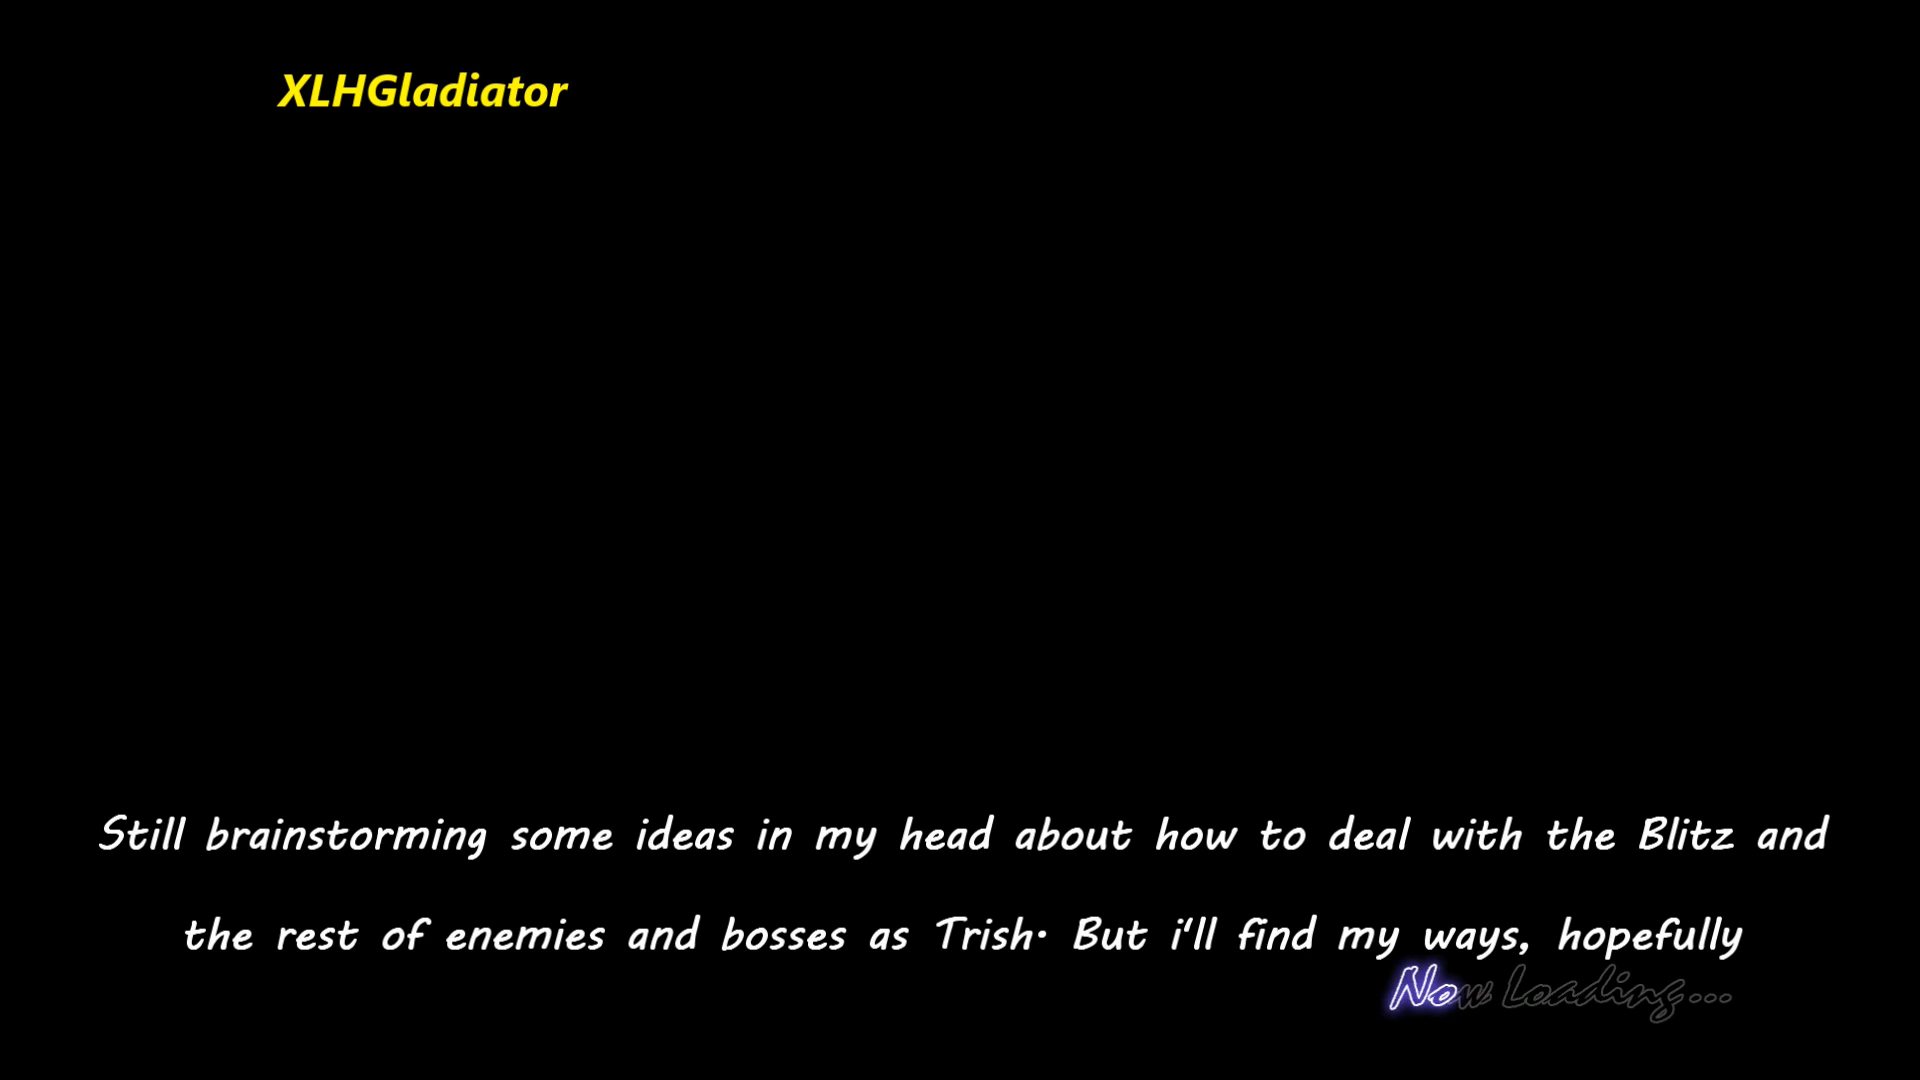 XLHGladiator
Still brainstorming some ideas in my head about how to deal with the Blitz and
the rest of enemies and bosses as Trish. But i'll find my ways, hopefully
Now Loading...